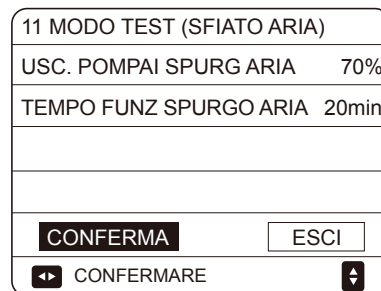 11 MODO TEST (SFIATO ARIA)
USC. POMPAI SPURG ARIA 70%
TEMPO FUNZ SPURGO ARIA 20min
CONFERMA ESCI
CONFERMARE